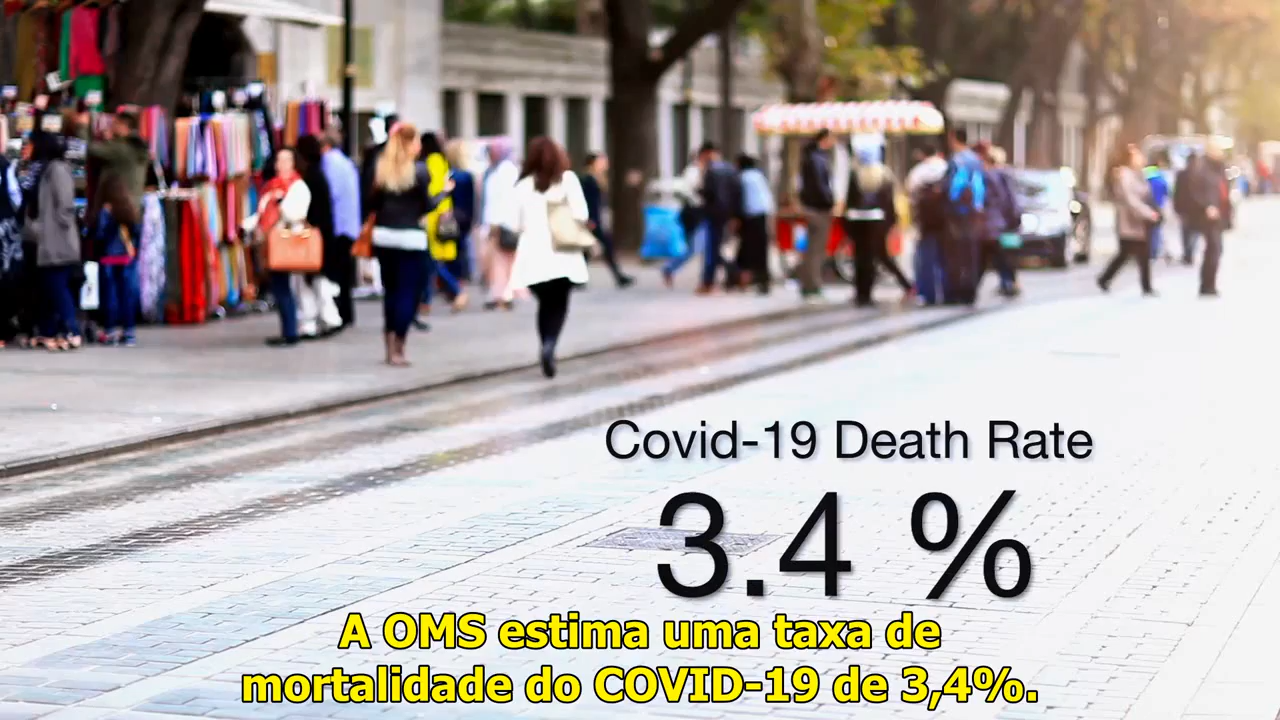 Covid-19 Death Rate
3.4 %
A OMS estima uma taxa de
mortalidade do COVID-19 de 3,4%.